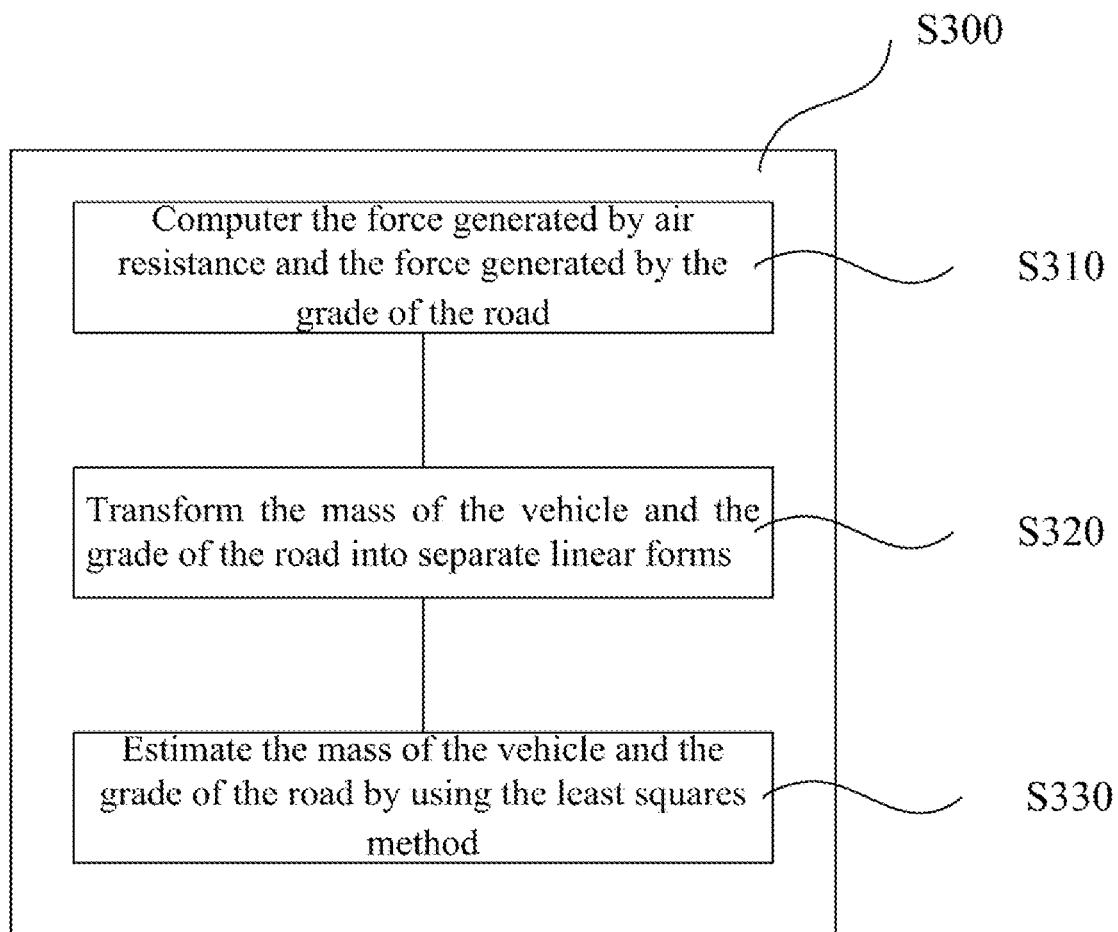 S300
Computer the force generated by air
resistance and the force generated by the
grade of the road
S310
Transform the mass of the vehicle and the
grade of the road into separate linear forms
S320
Estimate the mass of the vehicle and the
grade of the road by using the least squares
method
S330